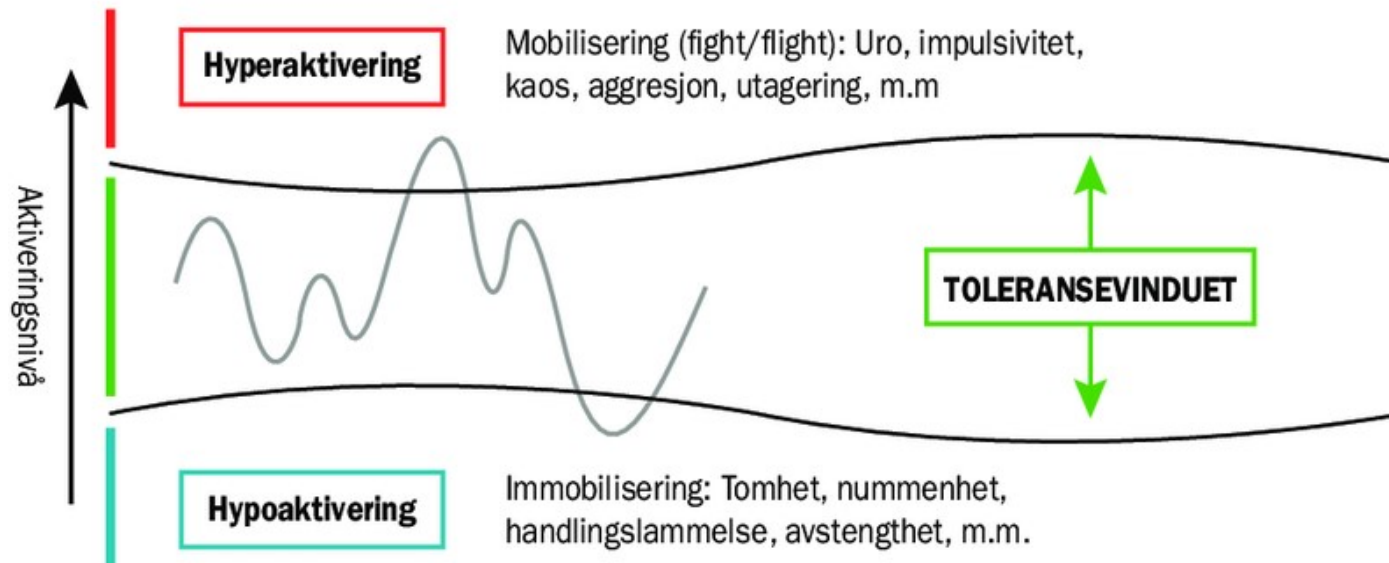 Hyperaktivering
Mobilisering (fight/flight): Uro, impulsivitet,
kaos, aggresjon, utagering, m.m
Aktiveringsnivå
TOLERANSEVINDUET
Hypoaktivering
Immobilisering: Tomhet, nummenhet,
handlingslammelse, avstengthet, m.m.